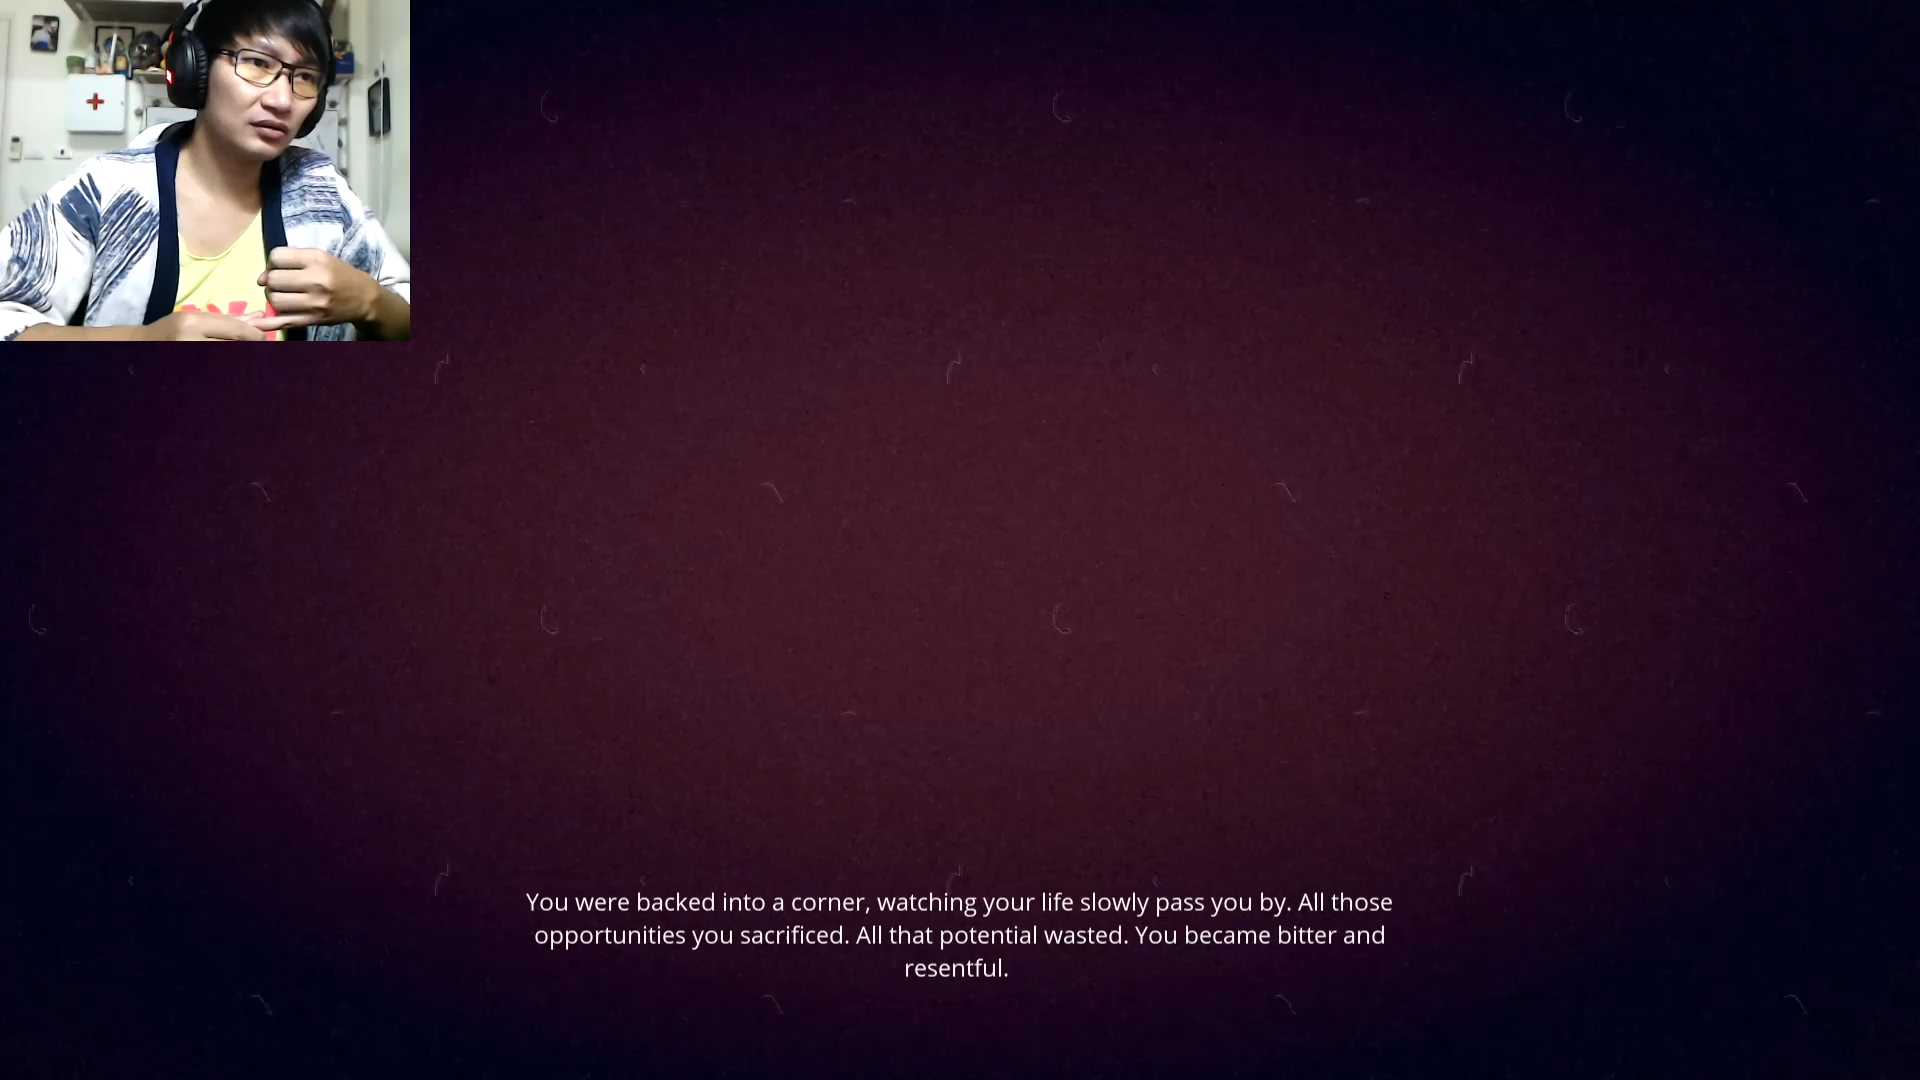 You were backed into a corner, watching your life slowly pass you by. All those
opportunities you sacrificed. All that potential wasted. You became bitter and
resentful.